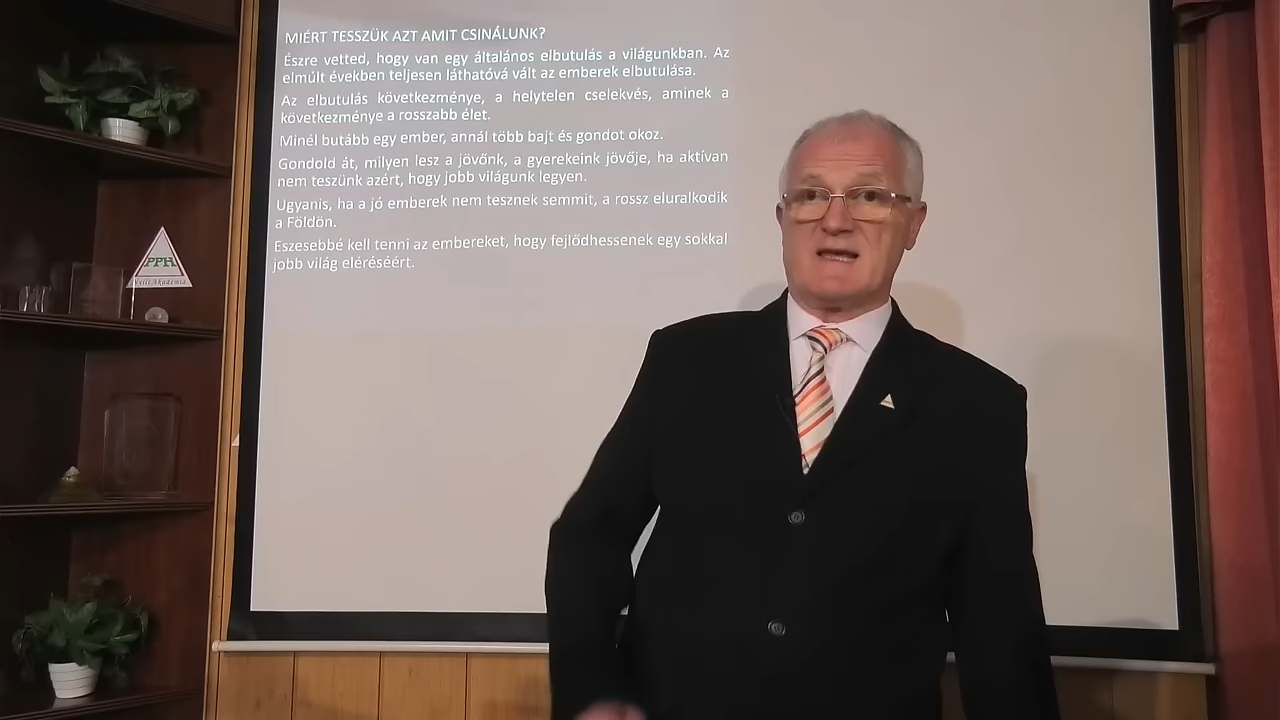 MIÉRT TESSZÜK AZT AMIT CSINÁLUNK?
Észre vetted, hogy van egy általános elbutulás a világunkban. Az
elmúlt években teljesen láthatóvá vált az emberek elbutulása.
Az elbutulás következménye, a helytelen cselekvés, aminek a
következménye a rosszabb élet.
Minél butább egy ember, annál több bajt és gondot okoz.
Gondold át, milyen lesz a jövőnk, a gyerekeink jövője, ha aktívan
nem teszünk azért, hogy jobb világunk legyen.
Ugyanis, ha a jó emberek nem tesznek semmit, a rossz eluralkodik
a Földön.
Eszesebbé kell tenni az embereket, hogy fejlődhessenek egy sokkal
jobb világ eléréséért.
PPH
Nyílt Akadémia